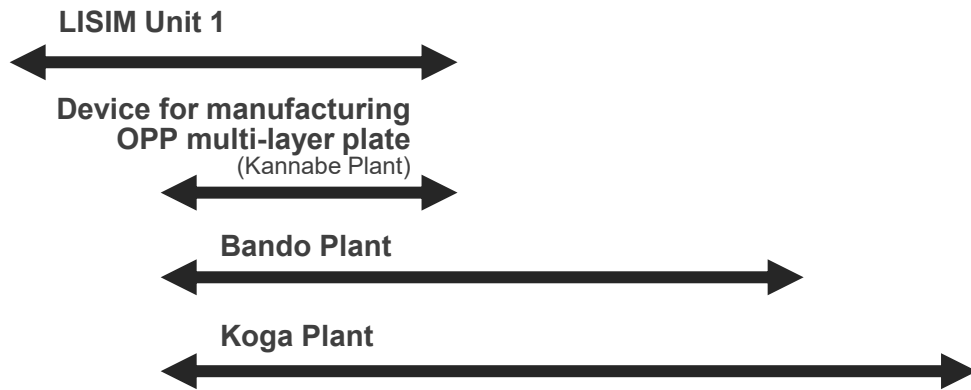 LISIM Unit 1
Device for manufacturing
OPP multi-layer plate
(Kannabe Plant)
Bando Plant
Koga Plant